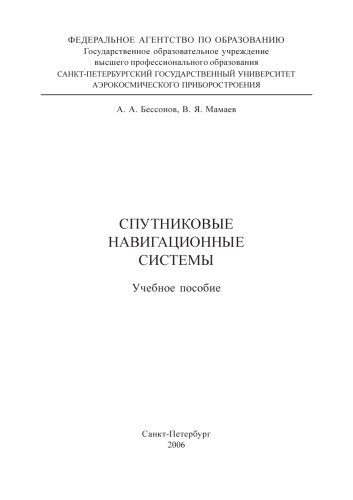 ФЕДЕРАЛЬНОЕ АГЕНТСТВО ПО ОБРАЗОВАНИЮ
Государственное образовательное учреждение
высшего профессионального образования
САНКТ-ПЕТЕРБУРГСКИЙ ГОСУДАРСТВЕННЫЙ УНИВЕРСИТЕТ
АЭРОКОСМИЧЕСКОГО ПРИБОРОСТРОЕНИЯ
А. А. Бессонов, В. Я. Мамаев
СПУТНИКОВЫЕ
НАВИГАЦИОННЫЕ
СИСТЕМЫ
Учебное пособие
Санкт-Петербург
2006